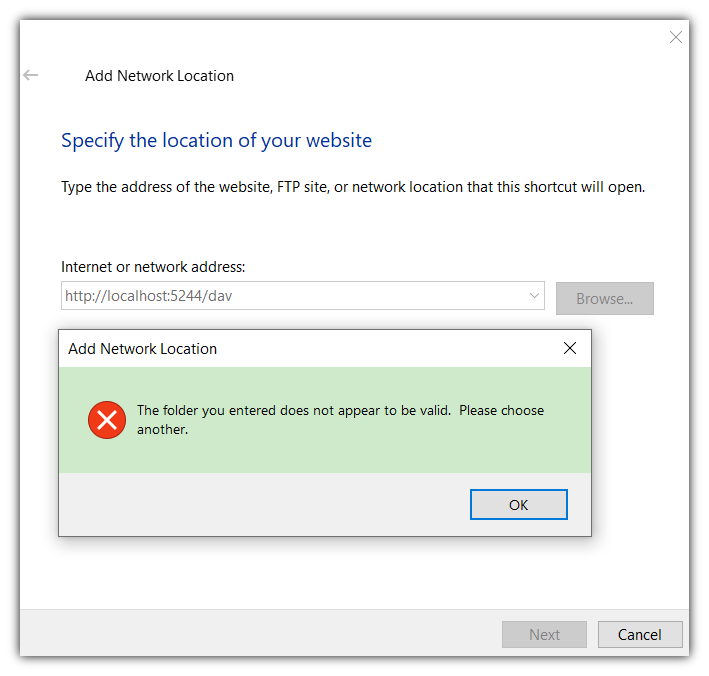 Add Network Location
Specify the location of your website
Type the address of the website, FTP site, or network location that this shortcut will open.
Internet or network address:
http://localhost:5244/dav
Browse...
Add Network Location
The folder you entered does not appear to be valid.  Please choose
another.
OK
Next
Cancel